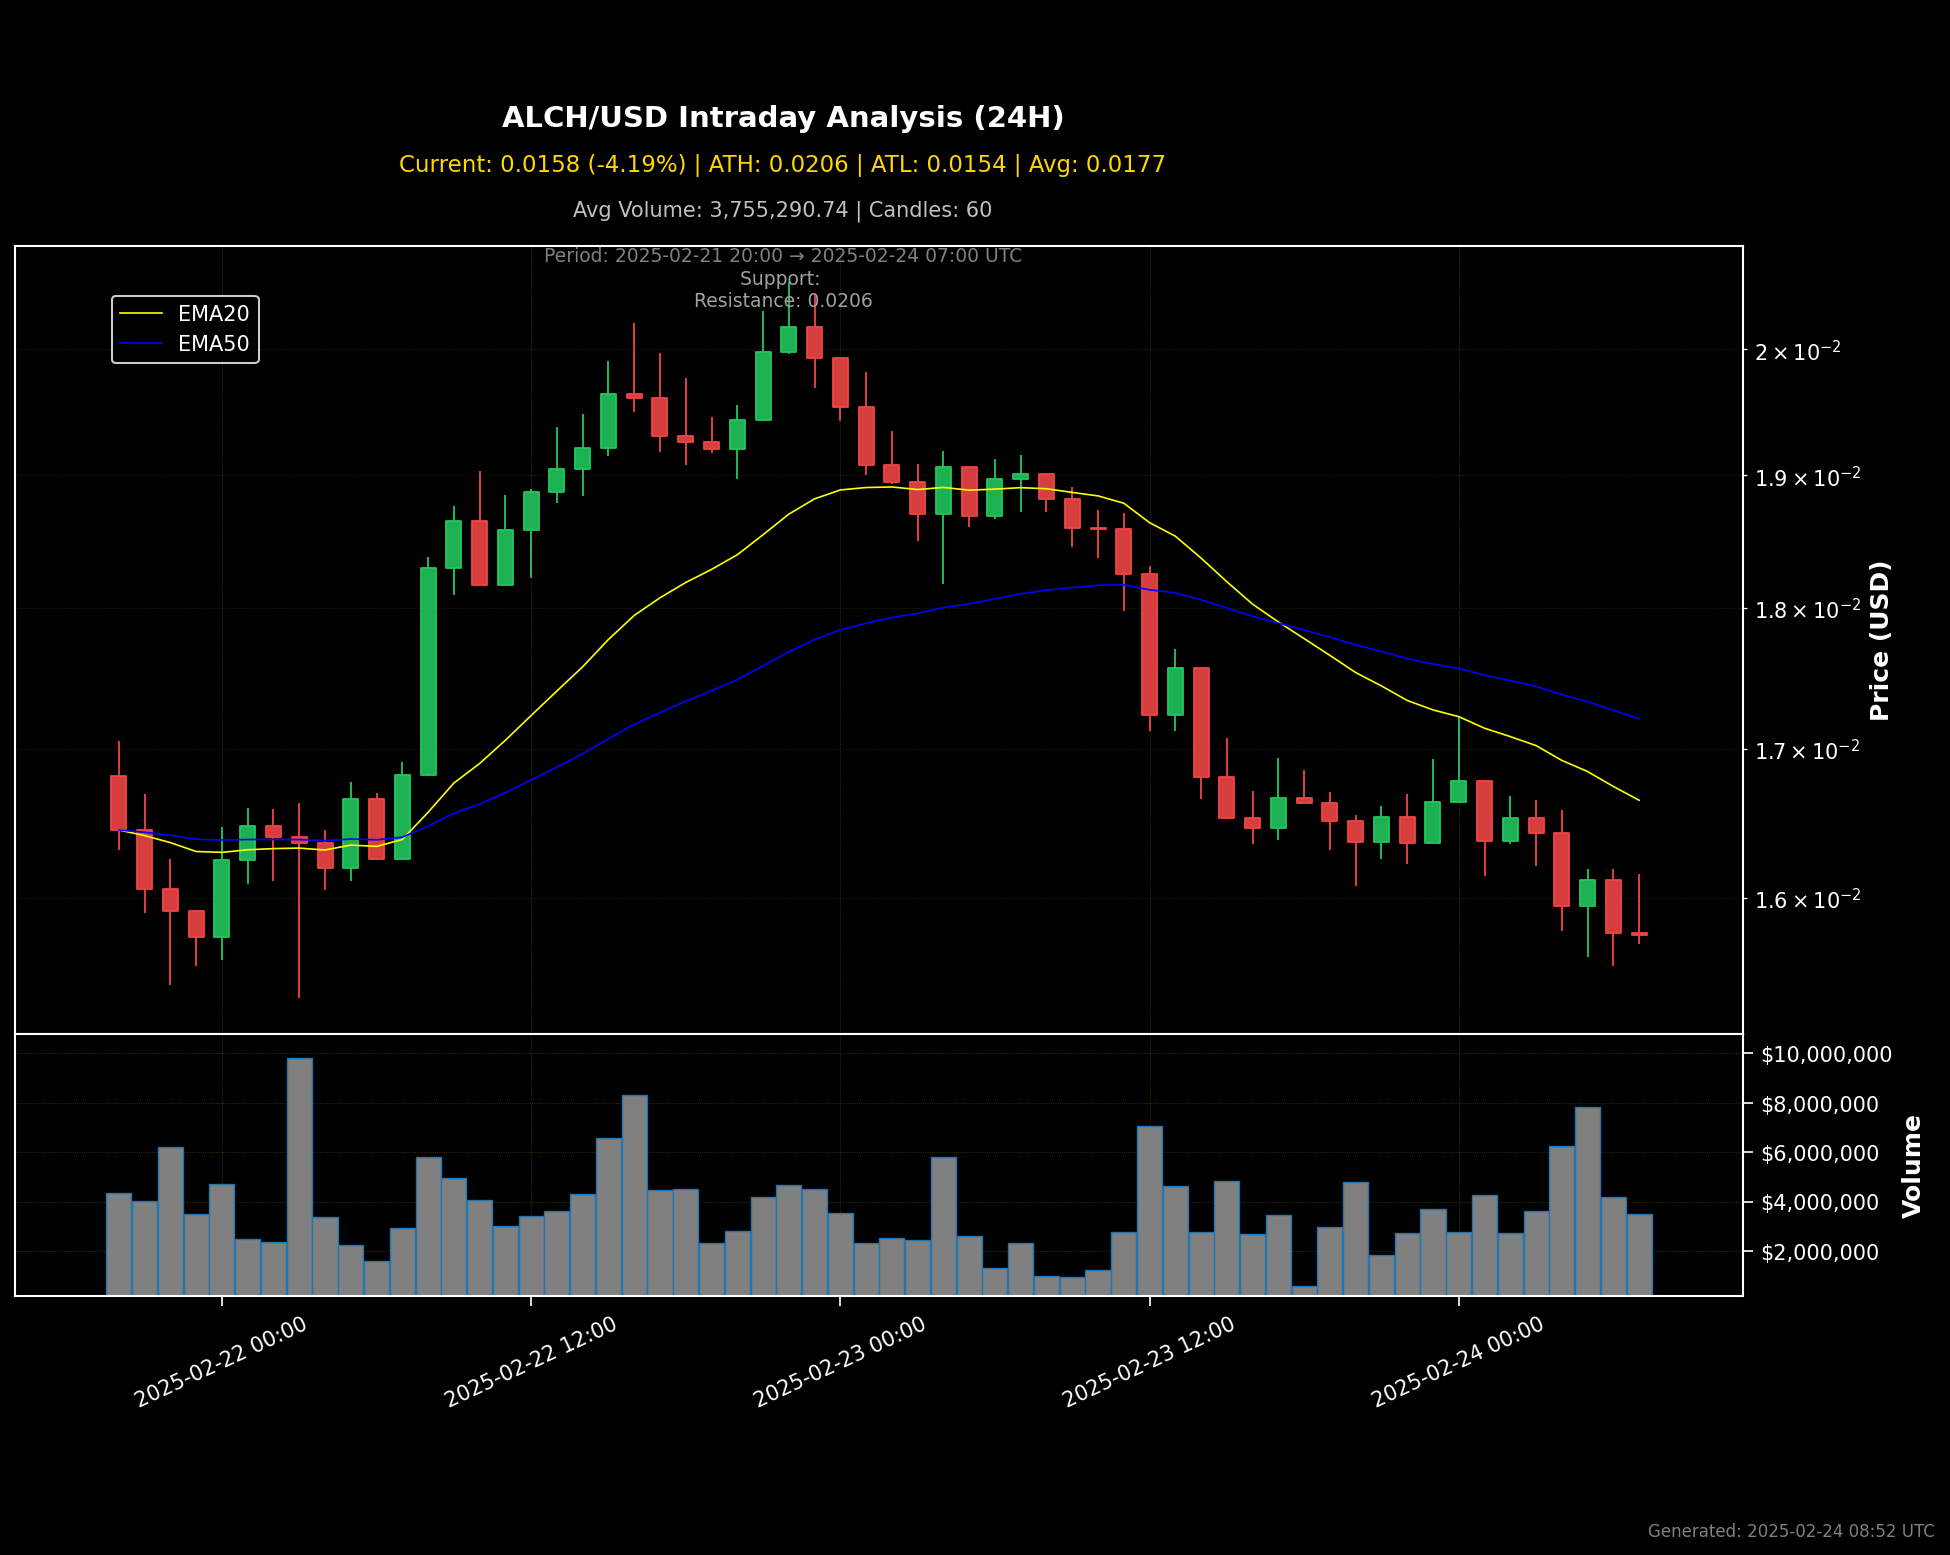 ALCH/USD Intraday Analysis (24H)
Current: 0.0158 (-4.19%) | ATH: 0.0206 | ATL: 0.0154 | Avg: 0.0177
Avg Volume: 3,755,290.74 | Candles: 60
Period: 2025-02-21 20:00 → 2025-02-24 07:00 UTC
Support:
Resistance: 0.0206
EMA20
EMA50
2 × 10⁻²
1.9 × 10⁻²
1.8 × 10⁻²
1.7 × 10⁻²
1.6 × 10⁻²
Price (USD)
$10,000,000
$8,000,000
$6,000,000
$4,000,000
$2,000,000
Volume
2025-02-22 00:00
2025-02-22 12:00
2025-02-23 00:00
2025-02-23 12:00
2025-02-24 00:00
Generated: 2025-02-24 08:52 UTC